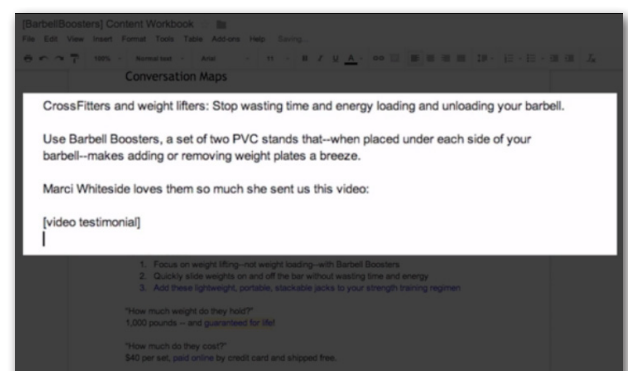 [BarbellBoosters] Content Workbook
File Edit View Insert Format Tools Table Add-ons Help Saving...
100% Normal text Arial 11 B I U A
Conversation Maps
CrossFitters and weight lifters: Stop wasting time and energy loading and unloading your barbell.
Use Barbell Boosters, a set of two PVC stands that--when placed under each side of your
barbell--makes adding or removing weight plates a breeze.
Marci Whiteside loves them so much she sent us this video:
[video testimonial]
1. Focus on weight lifting--not weight loading--with Barbell Boosters
2. Quickly slide weights on and off the bar without wasting time and energy
3. Add these lightweight, portable, stackable jacks to your strength training regimen
"How much weight do they hold?"
1,000 pounds -- and guaranteed for life!
"How much do they cost?"
$40 per set, paid online by credit card and shipped free.